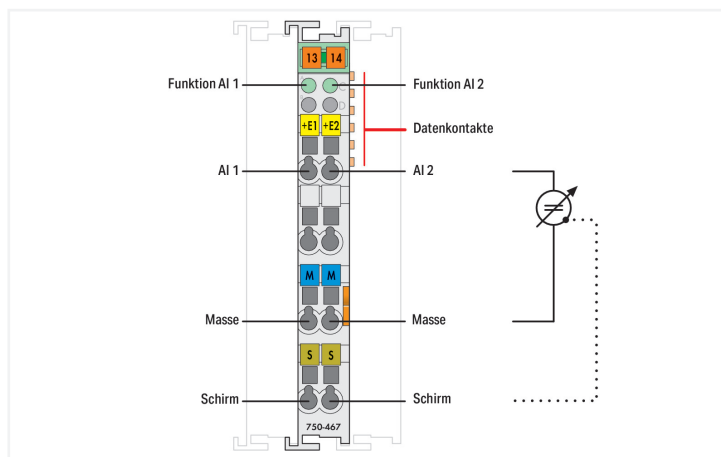 13 14
Funktion AI 1 C Funktion AI 2
D
+E1 +E2 Datenkontakte
AI 1 AI 2
M M
Masse Masse
S S
Schirm Schirm
750-467